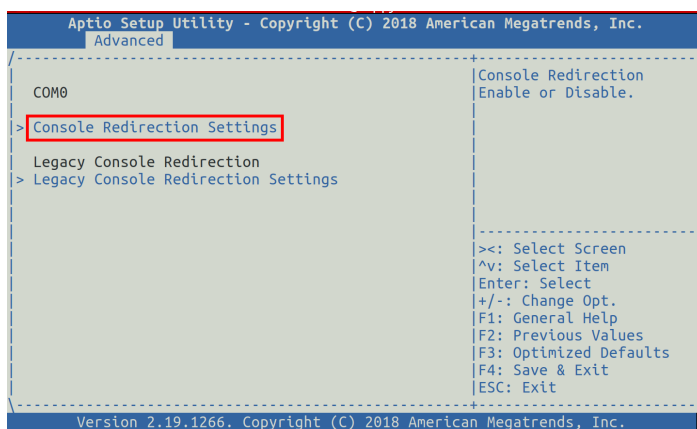 Aptio Setup Utility - Copyright (C) 2018 American Megatrends, Inc.
Advanced
/-------------------------------------------------+------------------------
Console Redirection
COM0
Enable or Disable.
> Console Redirection Settings
Legacy Console Redirection
> Legacy Console Redirection Settings
------------------------
><: Select Screen
^v: Select Item
Enter: Select
+/-: Change Opt.
F1: General Help
F2: Previous Values
F3: Optimized Defaults
F4: Save & Exit
ESC: Exit
\-------------------------------------------------+------------------------
Version 2.19.1266. Copyright (C) 2018 American Megatrends, Inc.